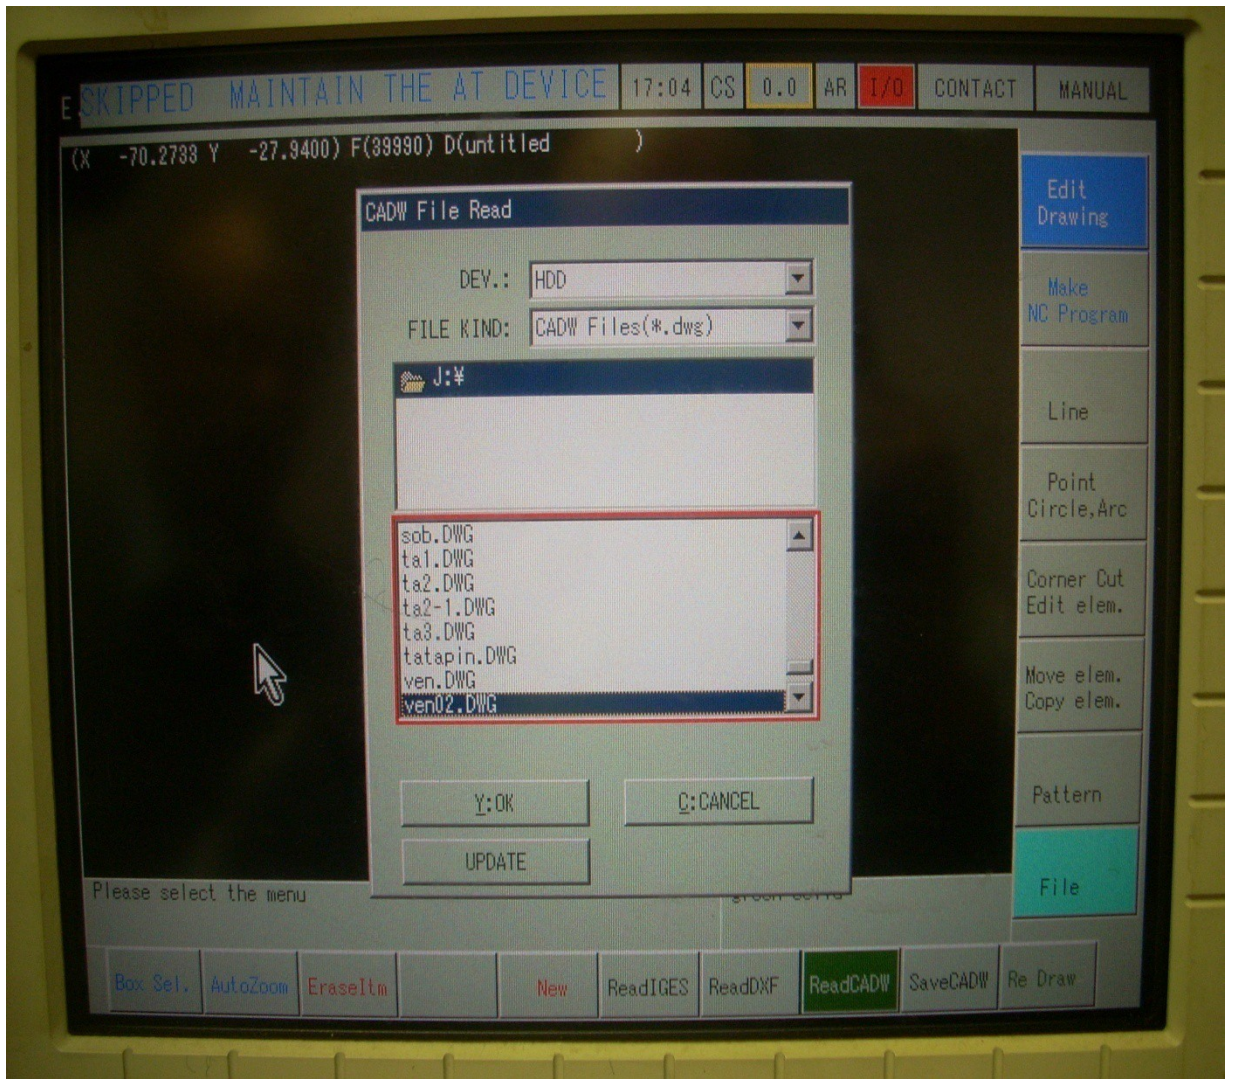 E.SKIPPED MAINTAIN THE AT DEVICE 17:04 CS 0.0 AR I/O CONTACT MANUAL
(X -70.2733 Y -27.9400) F(39990) D(untitled )
CADW File Read
DEV.: HDD
FILE KIND: CADW Files(*.dwg)
J:¥
sob.DWG
ta1.DWG
ta2.DWG
ta2-1.DWG
ta3.DWG
tatapin.DWG
ven.DWG
ven02.DWG
Y:OK C:CANCEL
UPDATE
Edit
Drawing
Make
NC Program
Line
Point
Circle,Arc
Corner Cut
Edit elem.
Move elem.
Copy elem.
Pattern
File
Please select the menu
Box Sel. AutoZoom EraseItm New ReadIGES ReadDXF ReadCADW SaveCADW Re Draw